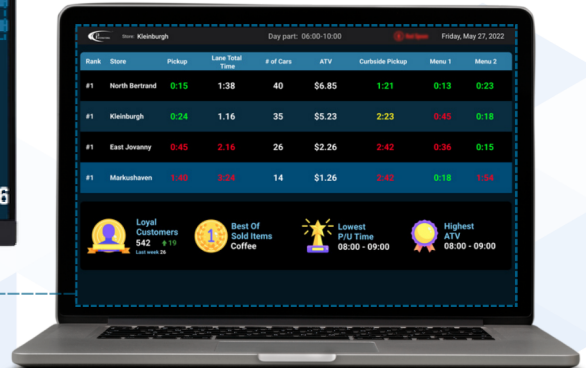 Store Kleinburgh Day part: 06:00-10:00 Friday, May 27, 2022
Rank Store Pickup Lane Total Time # of Cars ATV Curbside Pickup Menu 1 Menu 2
#1 North Bertrand 0:15 1:38 40 $6.85 1:21 0:13 0:23
#1 Kleinburgh 0:24 1.16 35 $5.23 2:23 0:45 0:18
#1 East Jovanny 0:45 2.16 26 $2.26 2:42 0:36 0:15
#1 Markushaven 1:40 3:24 14 $1.26 2:42 0:18 1:54
Loyal
Customers
542 19
Last week 26
1
Best Of
Sold Items
Coffee
Lowest
P/U Time
08:00 - 09:00
Highest
ATV
08:00 - 09:00
6